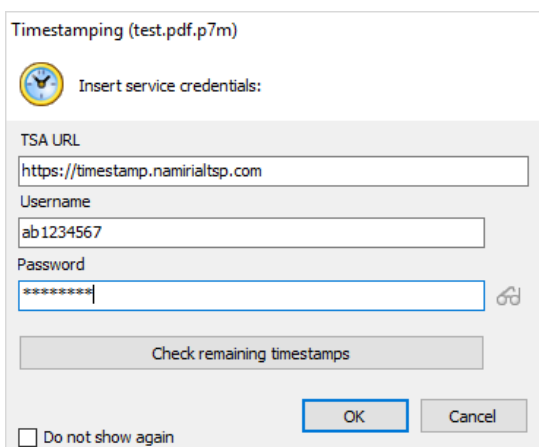 Timestamping (test.pdf.p7m)
Insert service credentials:
TSA URL
https://timestamp.namirialtsp.com
Username
ab1234567
Password
********
Check remaining timestamps
OK Cancel
Do not show again